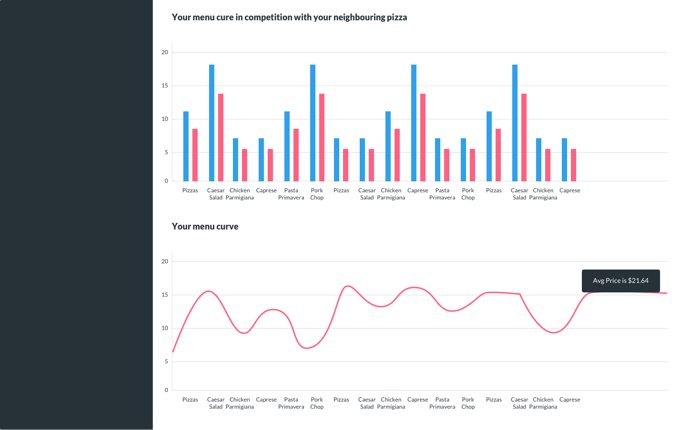 Your menu cure in competition with your neighbouring pizza
20
15
10
5
0
Pizzas Caesar Chicken Caprese Pasta Pork Pizzas Caesar Chicken Caprese Pasta Pork Pizzas Caesar Chicken Caprese
Salad Parmigiana Primavera Chop Salad Parmigiana Primavera Chop Salad Parmigiana
Your menu curve
20
Avg Price is $21.64
15
10
5
0
Pizzas Caesar Chicken Caprese Pasta Pork Pizzas Caesar Chicken Caprese Pasta Pork Pizzas Caesar Chicken Caprese
Salad Parmigiana Primavera Chop Salad Parmigiana Primavera Chop Salad Parmigiana